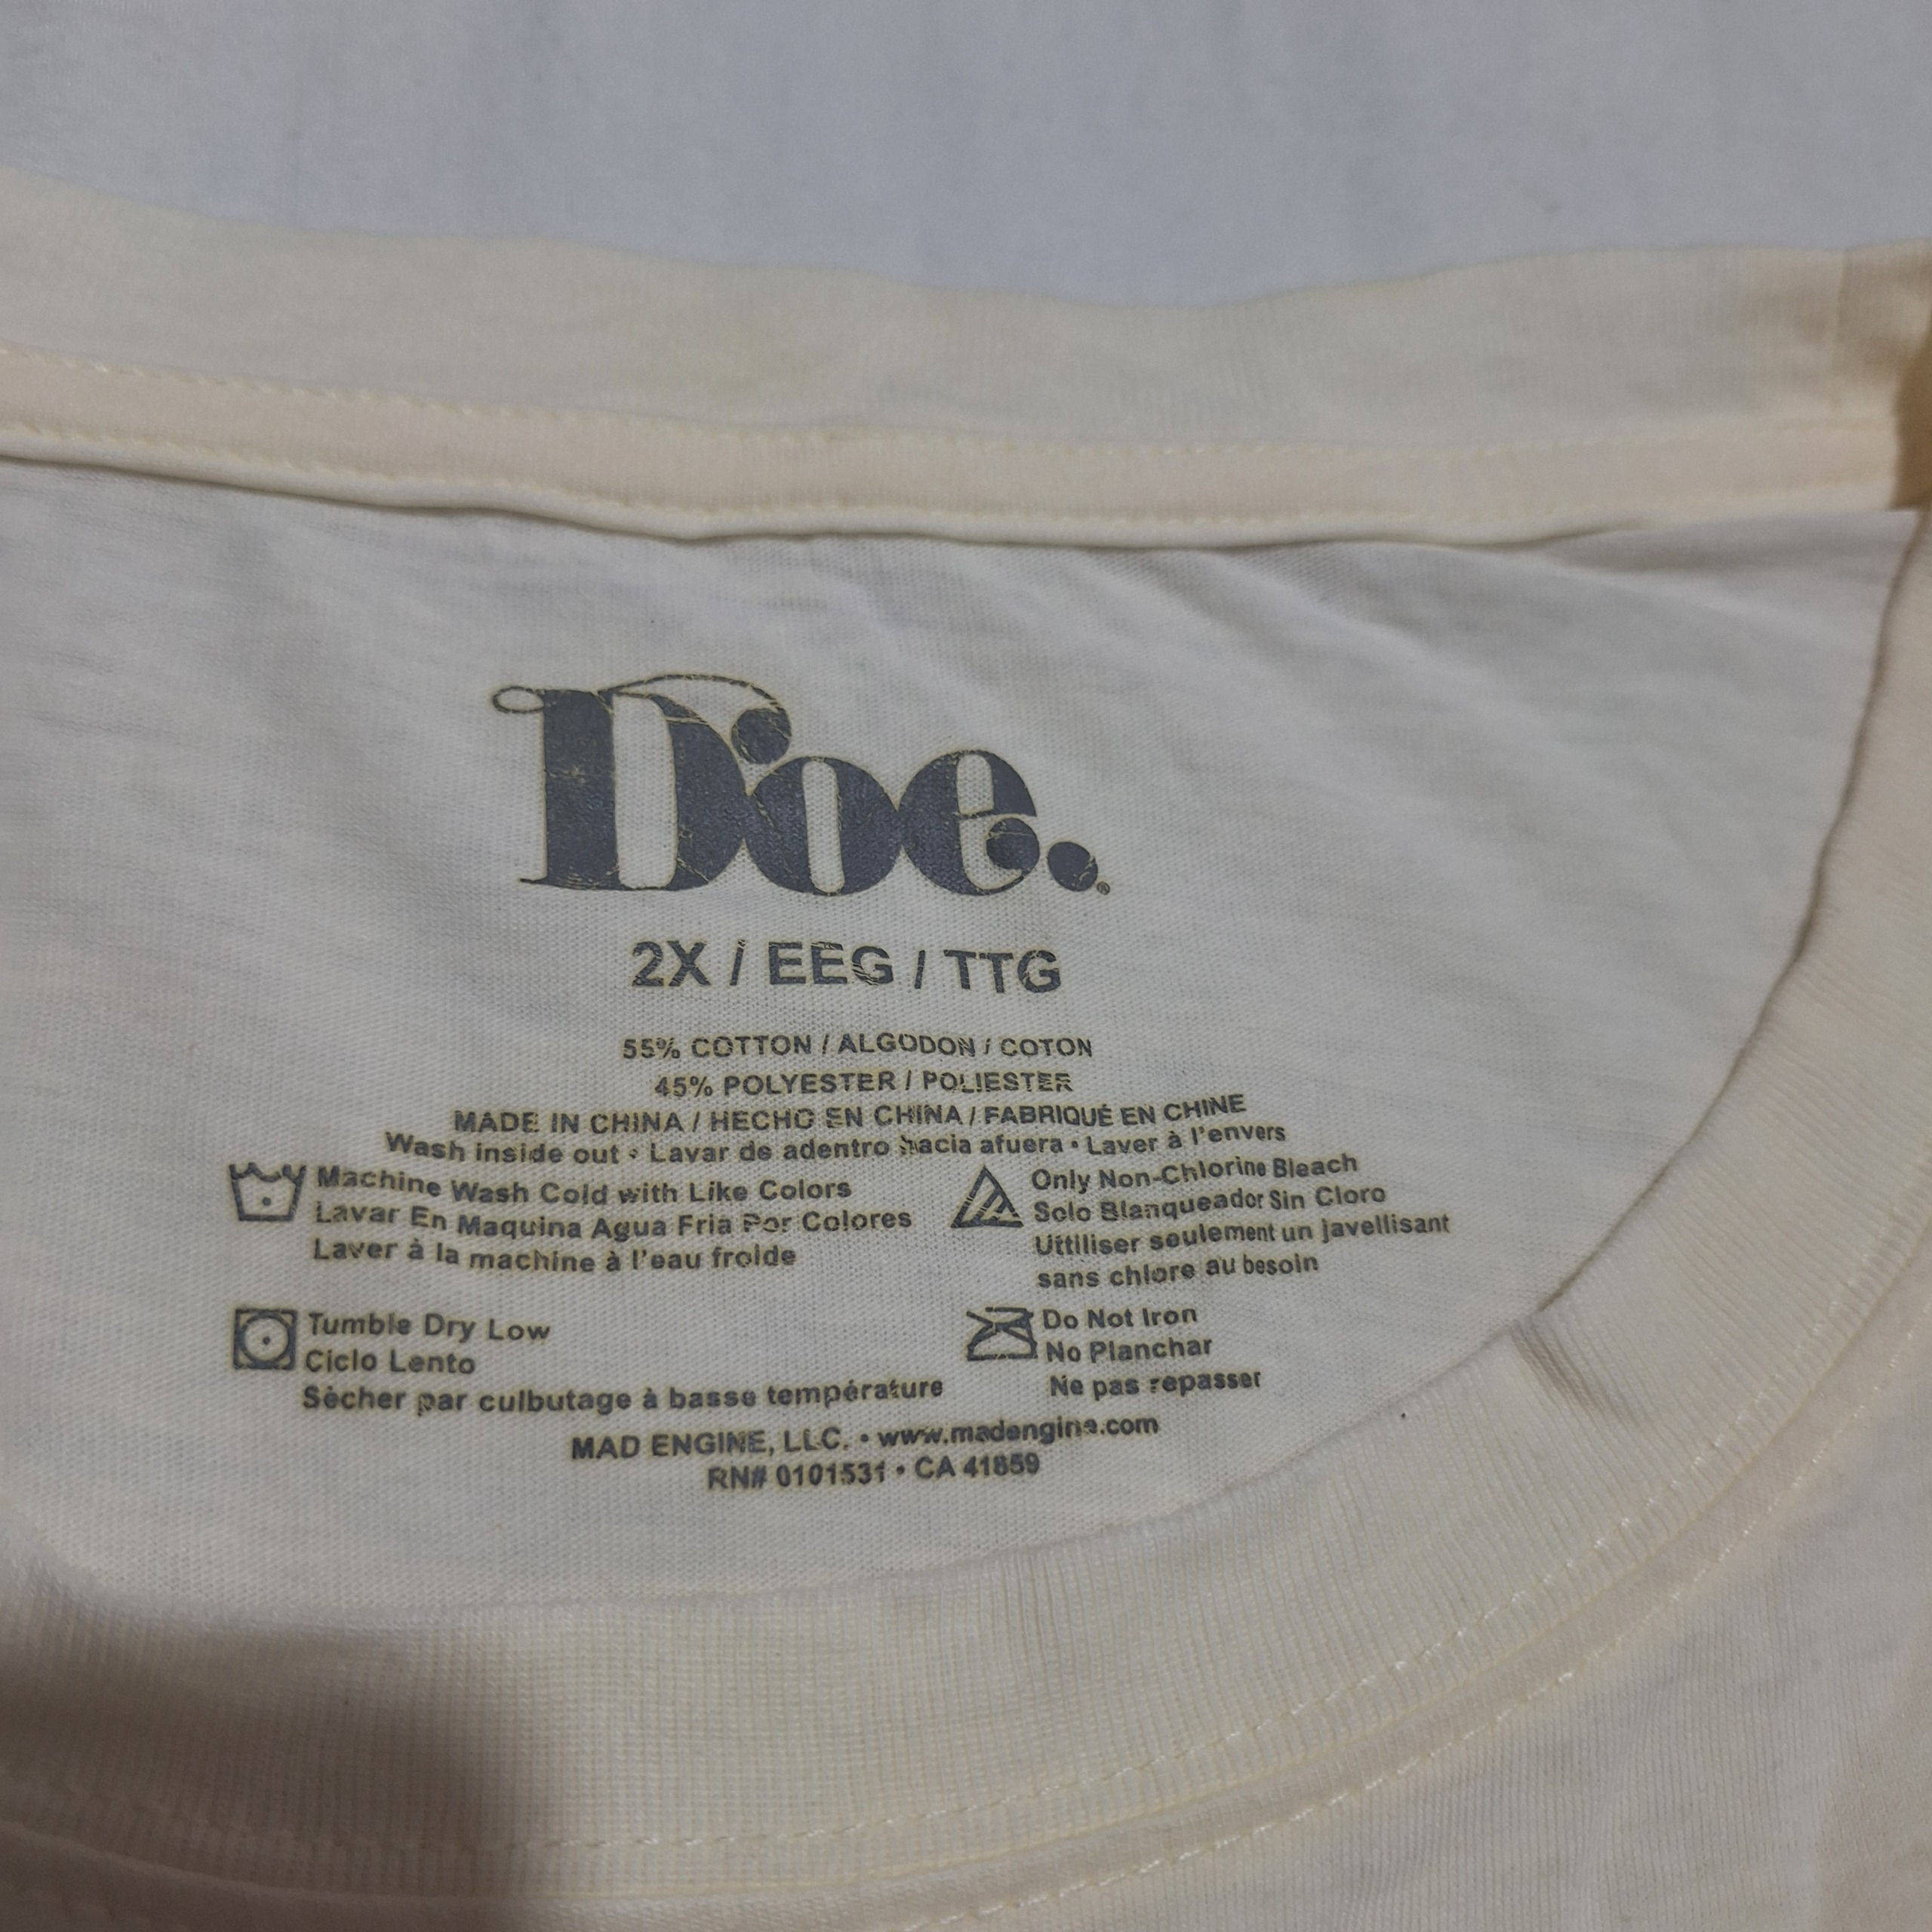 Doe.®
2X / EEG / TTG
55% COTTON / ALGODON / COTON
45% POLYESTER / POLIESTER
MADE IN CHINA / HECHO EN CHINA / FABRIQUÉ EN CHINE
Wash inside out • Lavar de adentro hacia afuera • Laver à l'envers
Machine Wash Cold with Like Colors
Lavar En Maquina Agua Fria Por Colores
Laver à la machine à l'eau froide
Only Non-Chlorine Bleach
Solo Blanqueador Sin Cloro
Uttiliser seulement un javellisant
sans chlore au besoin
Tumble Dry Low
Ciclo Lento
Sècher par culbutage à basse température
Do Not Iron
No Planchar
Ne pas repasser
MAD ENGINE, LLC. • www.madengine.com
RN# 0101531 • CA 41859